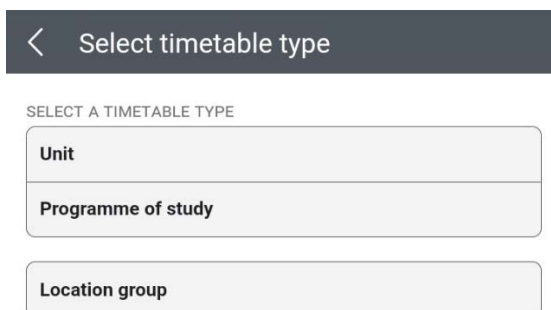 Select timetable type
SELECT A TIMETABLE TYPE
Unit
Programme of study
Location group